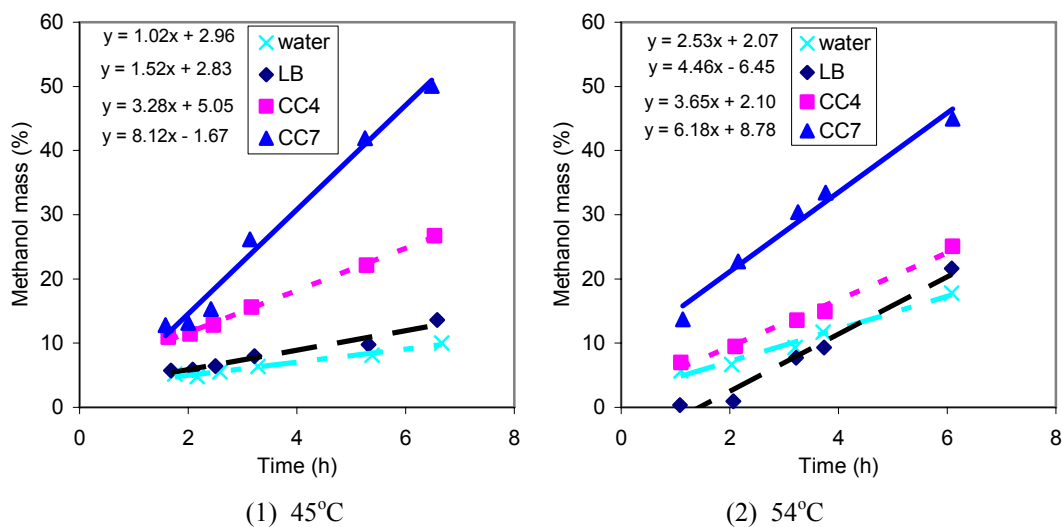 60
50
40
30
20
10
0
Methanol mass (%)
y = 1.02x + 2.96
y = 1.52x + 2.83
y = 3.28x + 5.05
y = 8.12x - 1.67
water
LB
CC4
CC7
0 2 4 6 8
Time (h)
(1) 45°C
60
50
40
30
20
10
0
Methanol mass (%)
y = 2.53x + 2.07
y = 4.46x - 6.45
y = 3.65x + 2.10
y = 6.18x + 8.78
water
LB
CC4
CC7
0 2 4 6 8
Time (h)
(2) 54°C